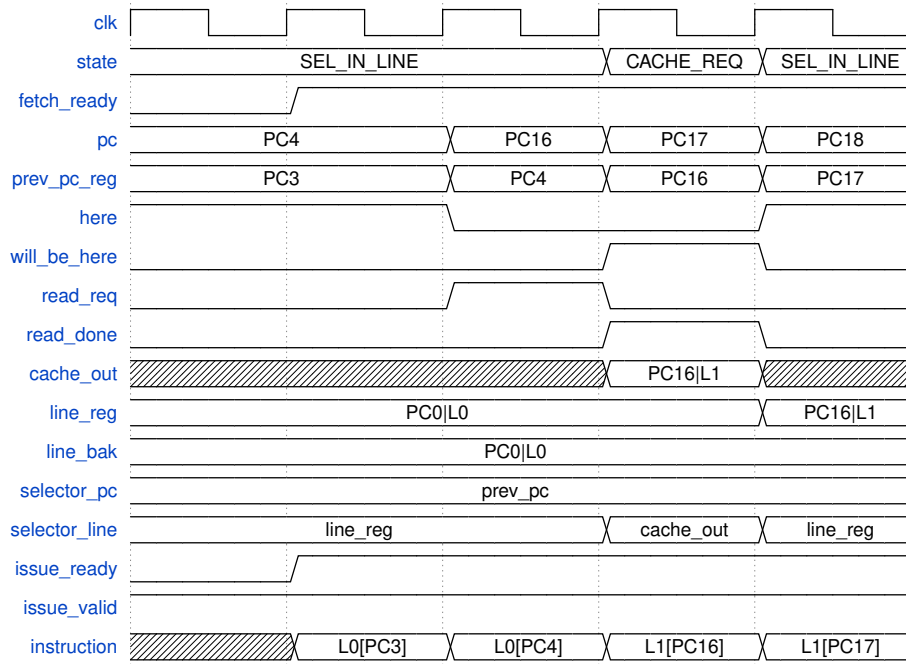 clk
state SEL_IN_LINE CACHE_REQ SEL_IN_LINE
fetch_ready
pc PC4 PC16 PC17 PC18
prev_pc_reg PC3 PC4 PC16 PC17
here
will_be_here
read_req
read_done
cache_out PC16|L1
line_reg PC0|L0 PC16|L1
line_bak PC0|L0
selector_pc prev_pc
selector_line line_reg cache_out line_reg
issue_ready
issue_valid
instruction L0[PC3] L0[PC4] L1[PC16] L1[PC17]